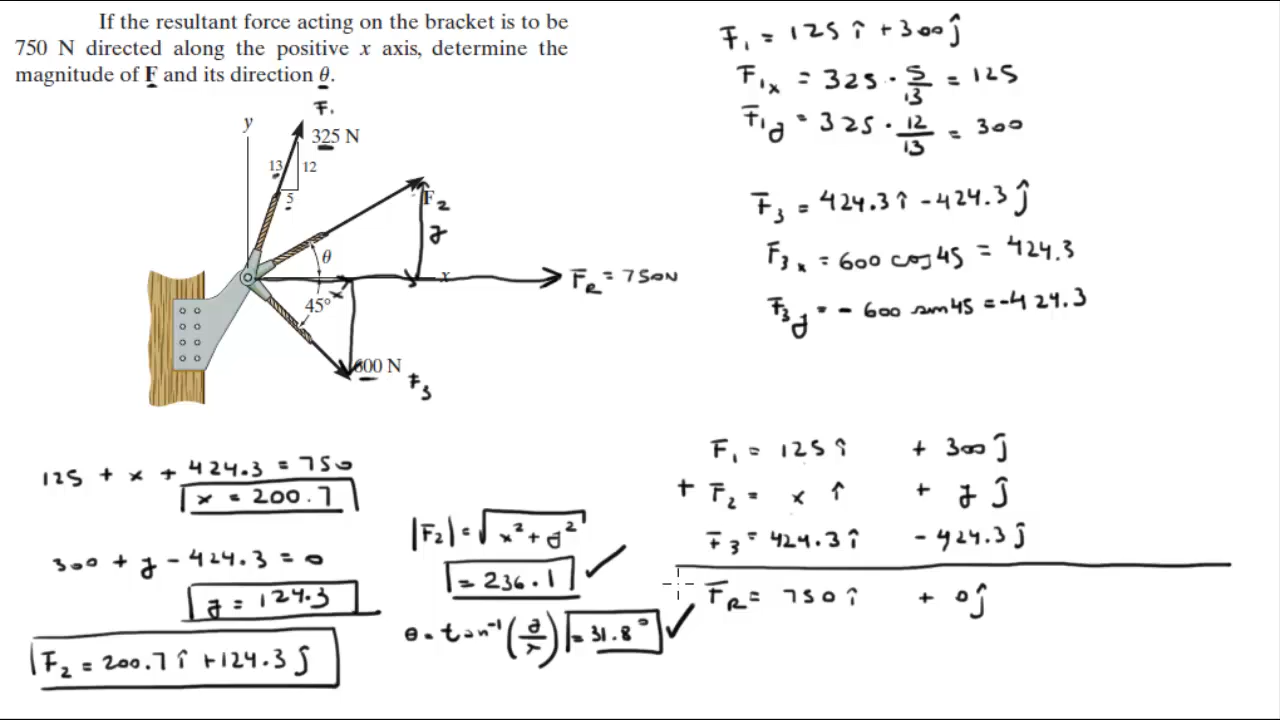 If the resultant force acting on the bracket is to be
750 N directed along the positive x axis, determine the
magnitude of F and its direction θ.
F₁
y
325 N
13
12
5
F₂
y
θ
x
x
F_R = 750N
45°
600 N
F₃
F₁ = 125 î + 300 ĵ
F₁x = 325 · 5/13 = 125
F₁y = 325 · 12/13 = 300
F₃ = 424.3 î - 424.3 ĵ
F₃x = 600 cos 45 = 424.3
F₃y = - 600 sin 45 = -424.3
125 + x + 424.3 = 750
x = 200.7
300 + y - 424.3 = 0
y = 124.3
F₂ = 200.7 î + 124.3 ĵ
|F₂| = √x² + y²
= 236.1 ✓
θ = tan⁻¹ (y/x) = 31.8° ✓
F₁ = 125 î + 300 ĵ
+ F₂ = x î + y ĵ
F₃ = 424.3 î - 424.3 ĵ
F_R = 750 î + 0 ĵ